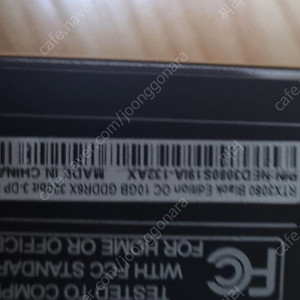 RTX3080 Black Edition OC 10GB GDDR6X 320bit 3-DP
P/N:NED3080S19IA-132AX MADE IN CHINA
FC
TESTED TO COMP
WITH FCC STANDAR
FOR HOME OR OFFIC
cafe.naver.com/joonggonara